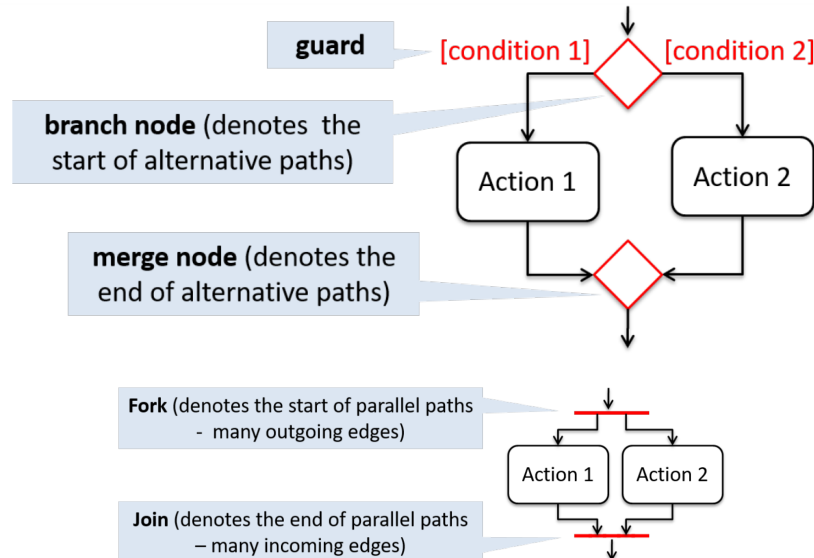 guard
[condition 1]
[condition 2]
branch node (denotes the
start of alternative paths)
Action 1
Action 2
merge node (denotes the
end of alternative paths)
Fork (denotes the start of parallel paths
- many outgoing edges)
Action 1
Action 2
Join (denotes the end of parallel paths
– many incoming edges)